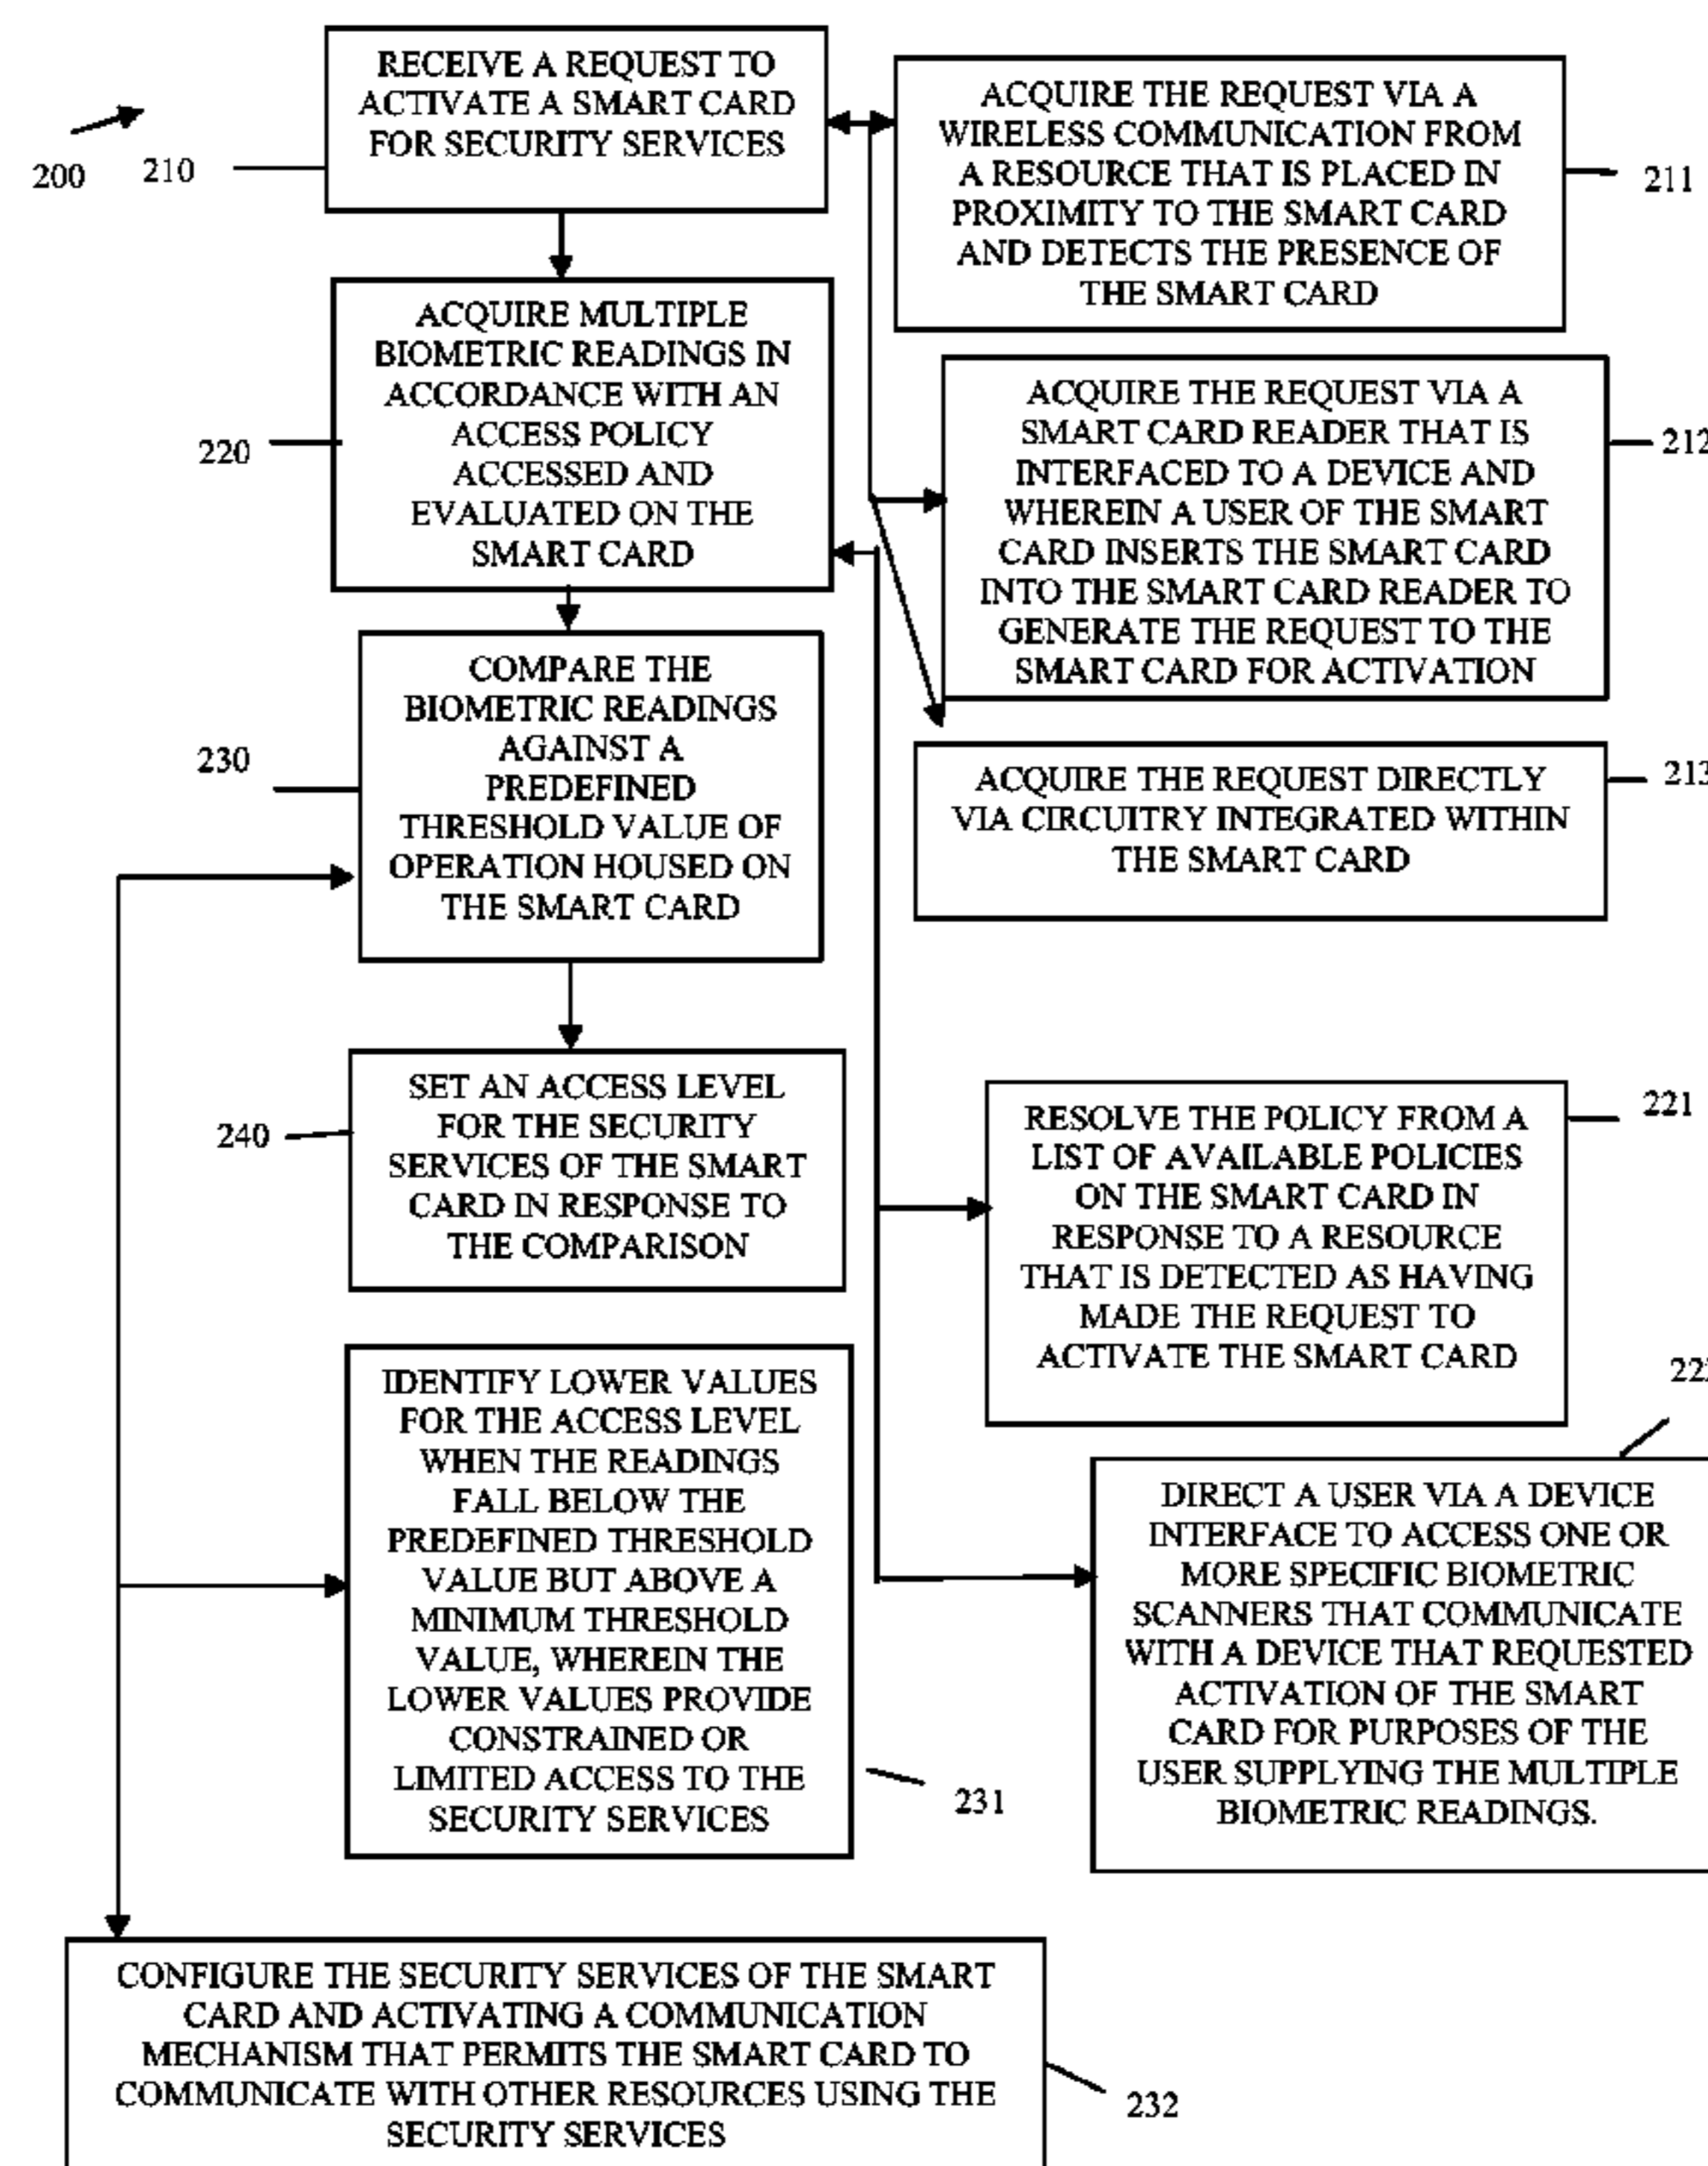 200
210
RECEIVE A REQUEST TO
ACTIVATE A SMART CARD
FOR SECURITY SERVICES
ACQUIRE THE REQUEST VIA A
WIRELESS COMMUNICATION FROM
A RESOURCE THAT IS PLACED IN
PROXIMITY TO THE SMART CARD
AND DETECTS THE PRESENCE OF
THE SMART CARD
211
220
ACQUIRE MULTIPLE
BIOMETRIC READINGS IN
ACCORDANCE WITH AN
ACCESS POLICY
ACCESSED AND
EVALUATED ON THE
SMART CARD
ACQUIRE THE REQUEST VIA A
SMART CARD READER THAT IS
INTERFACED TO A DEVICE AND
WHEREIN A USER OF THE SMART
CARD INSERTS THE SMART CARD
INTO THE SMART CARD READER TO
GENERATE THE REQUEST TO THE
SMART CARD FOR ACTIVATION
212
230
COMPARE THE
BIOMETRIC READINGS
AGAINST A
PREDEFINED
THRESHOLD VALUE OF
OPERATION HOUSED ON
THE SMART CARD
ACQUIRE THE REQUEST DIRECTLY
VIA CIRCUITRY INTEGRATED WITHIN
THE SMART CARD
213
240
SET AN ACCESS LEVEL
FOR THE SECURITY
SERVICES OF THE SMART
CARD IN RESPONSE TO
THE COMPARISON
RESOLVE THE POLICY FROM A
LIST OF AVAILABLE POLICIES
ON THE SMART CARD IN
RESPONSE TO A RESOURCE
THAT IS DETECTED AS HAVING
MADE THE REQUEST TO
ACTIVATE THE SMART CARD
221
IDENTIFY LOWER VALUES
FOR THE ACCESS LEVEL
WHEN THE READINGS
FALL BELOW THE
PREDEFINED THRESHOLD
VALUE BUT ABOVE A
MINIMUM THRESHOLD
VALUE, WHEREIN THE
LOWER VALUES PROVIDE
CONSTRAINED OR
LIMITED ACCESS TO THE
SECURITY SERVICES
231
DIRECT A USER VIA A DEVICE
INTERFACE TO ACCESS ONE OR
MORE SPECIFIC BIOMETRIC
SCANNERS THAT COMMUNICATE
WITH A DEVICE THAT REQUESTED
ACTIVATION OF THE SMART
CARD FOR PURPOSES OF THE
USER SUPPLYING THE MULTIPLE
BIOMETRIC READINGS.
CONFIGURE THE SECURITY SERVICES OF THE SMART
CARD AND ACTIVATING A COMMUNICATION
MECHANISM THAT PERMITS THE SMART CARD TO
COMMUNICATE WITH OTHER RESOURCES USING THE
SECURITY SERVICES
232